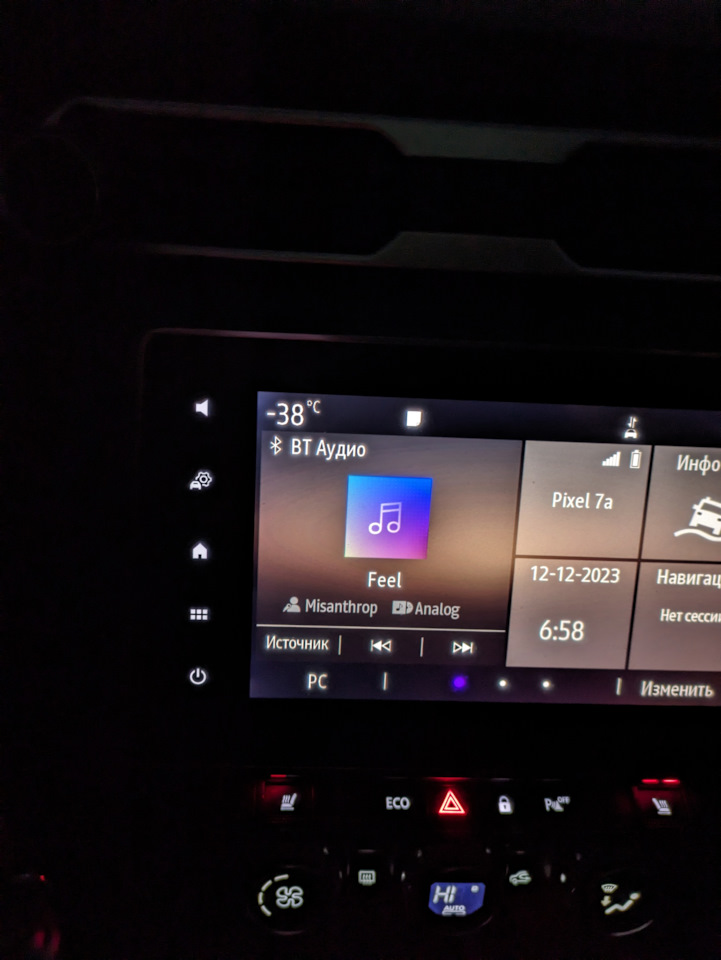 -38°C
BT Аудио
Pixel 7a
Инфо
Feel
Misanthrop
Analog
12-12-2023
6:58
Навигац
Нет сесси
Источник
PC
Изменить
ECO
OFF
HI
AUTO